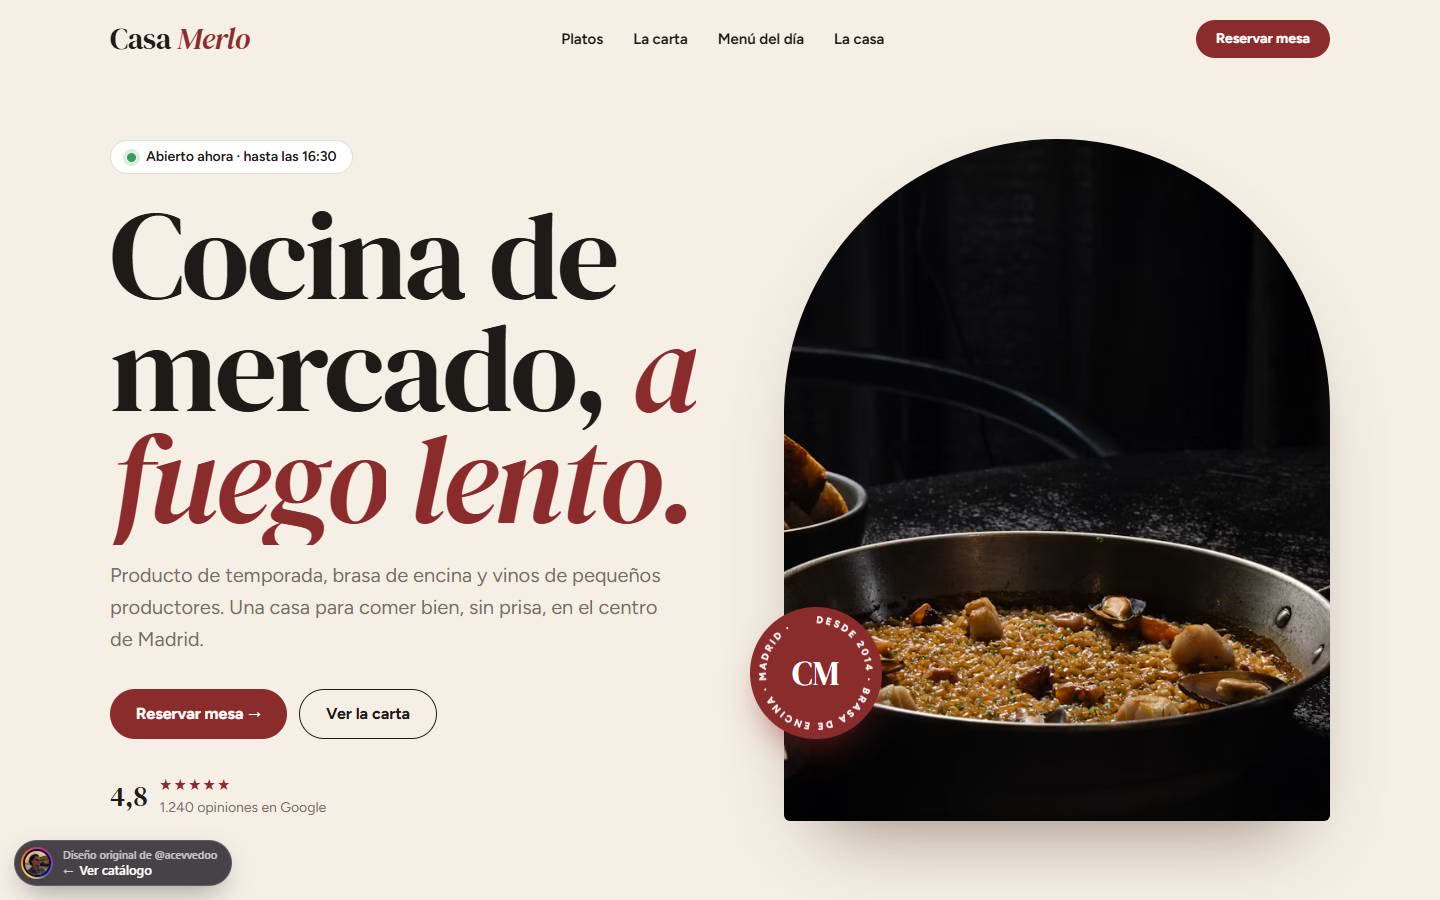 Casa Merlo
Platos
La carta
Menú del día
La casa
Reservar mesa
Abierto ahora · hasta las 16:30
Cocina de
mercado, a
fuego lento.
Producto de temporada, brasa de encina y vinos de pequeños
productores. Una casa para comer bien, sin prisa, en el centro
de Madrid.
Reservar mesa →
Ver la carta
4,8
★★★★★
1.240 opiniones en Google
DESDE 2014 · BRASA DE ENCINA · MADRID ·
CM
Diseño original de @acevvedoo
← Ver catálogo